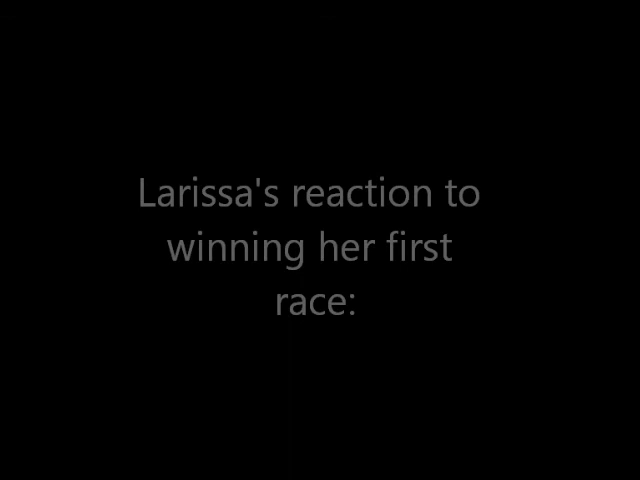 Larissa's reaction to
winning her first
race: